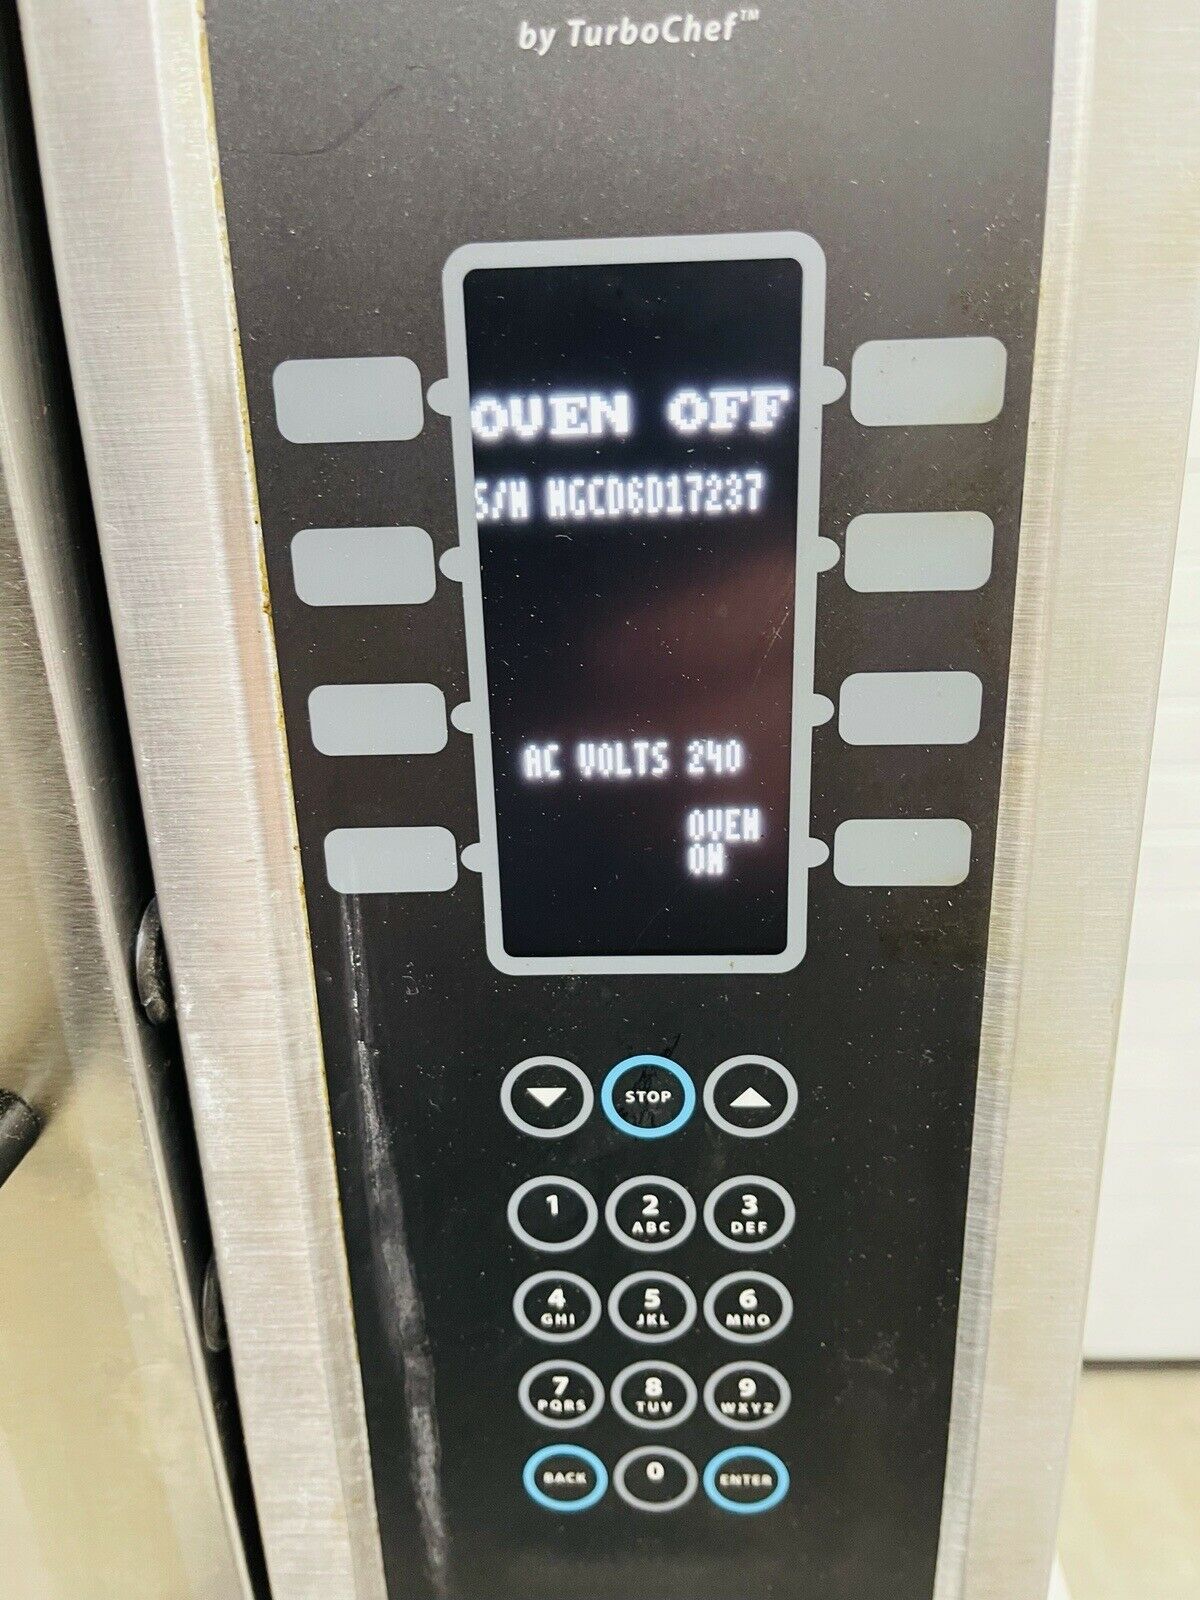 by TurboChef™
OVEN OFF
S/N NGCD6D17237
AC VOLTS 240
OVEN
ON
STOP
1
2
ABC
3
DEF
4
GHI
5
JKL
6
MNO
7
PQRS
8
TUV
9
WXYZ
BACK
0
ENTER